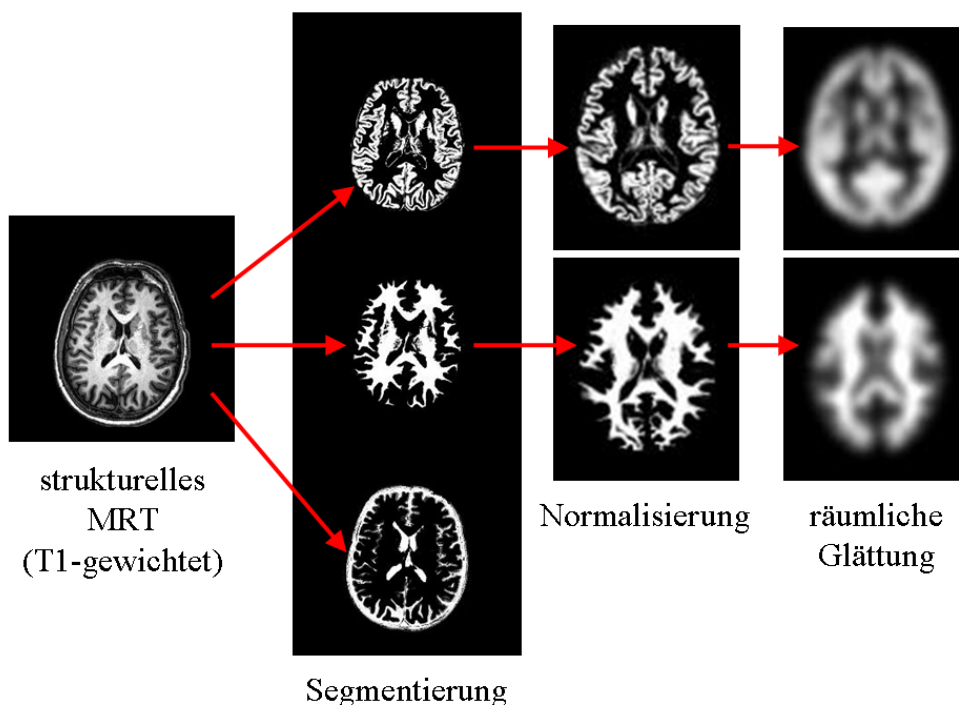 strukturelles
MRT
(T1-gewichtet)
Segmentierung
Normalisierung
räumliche
Glättung